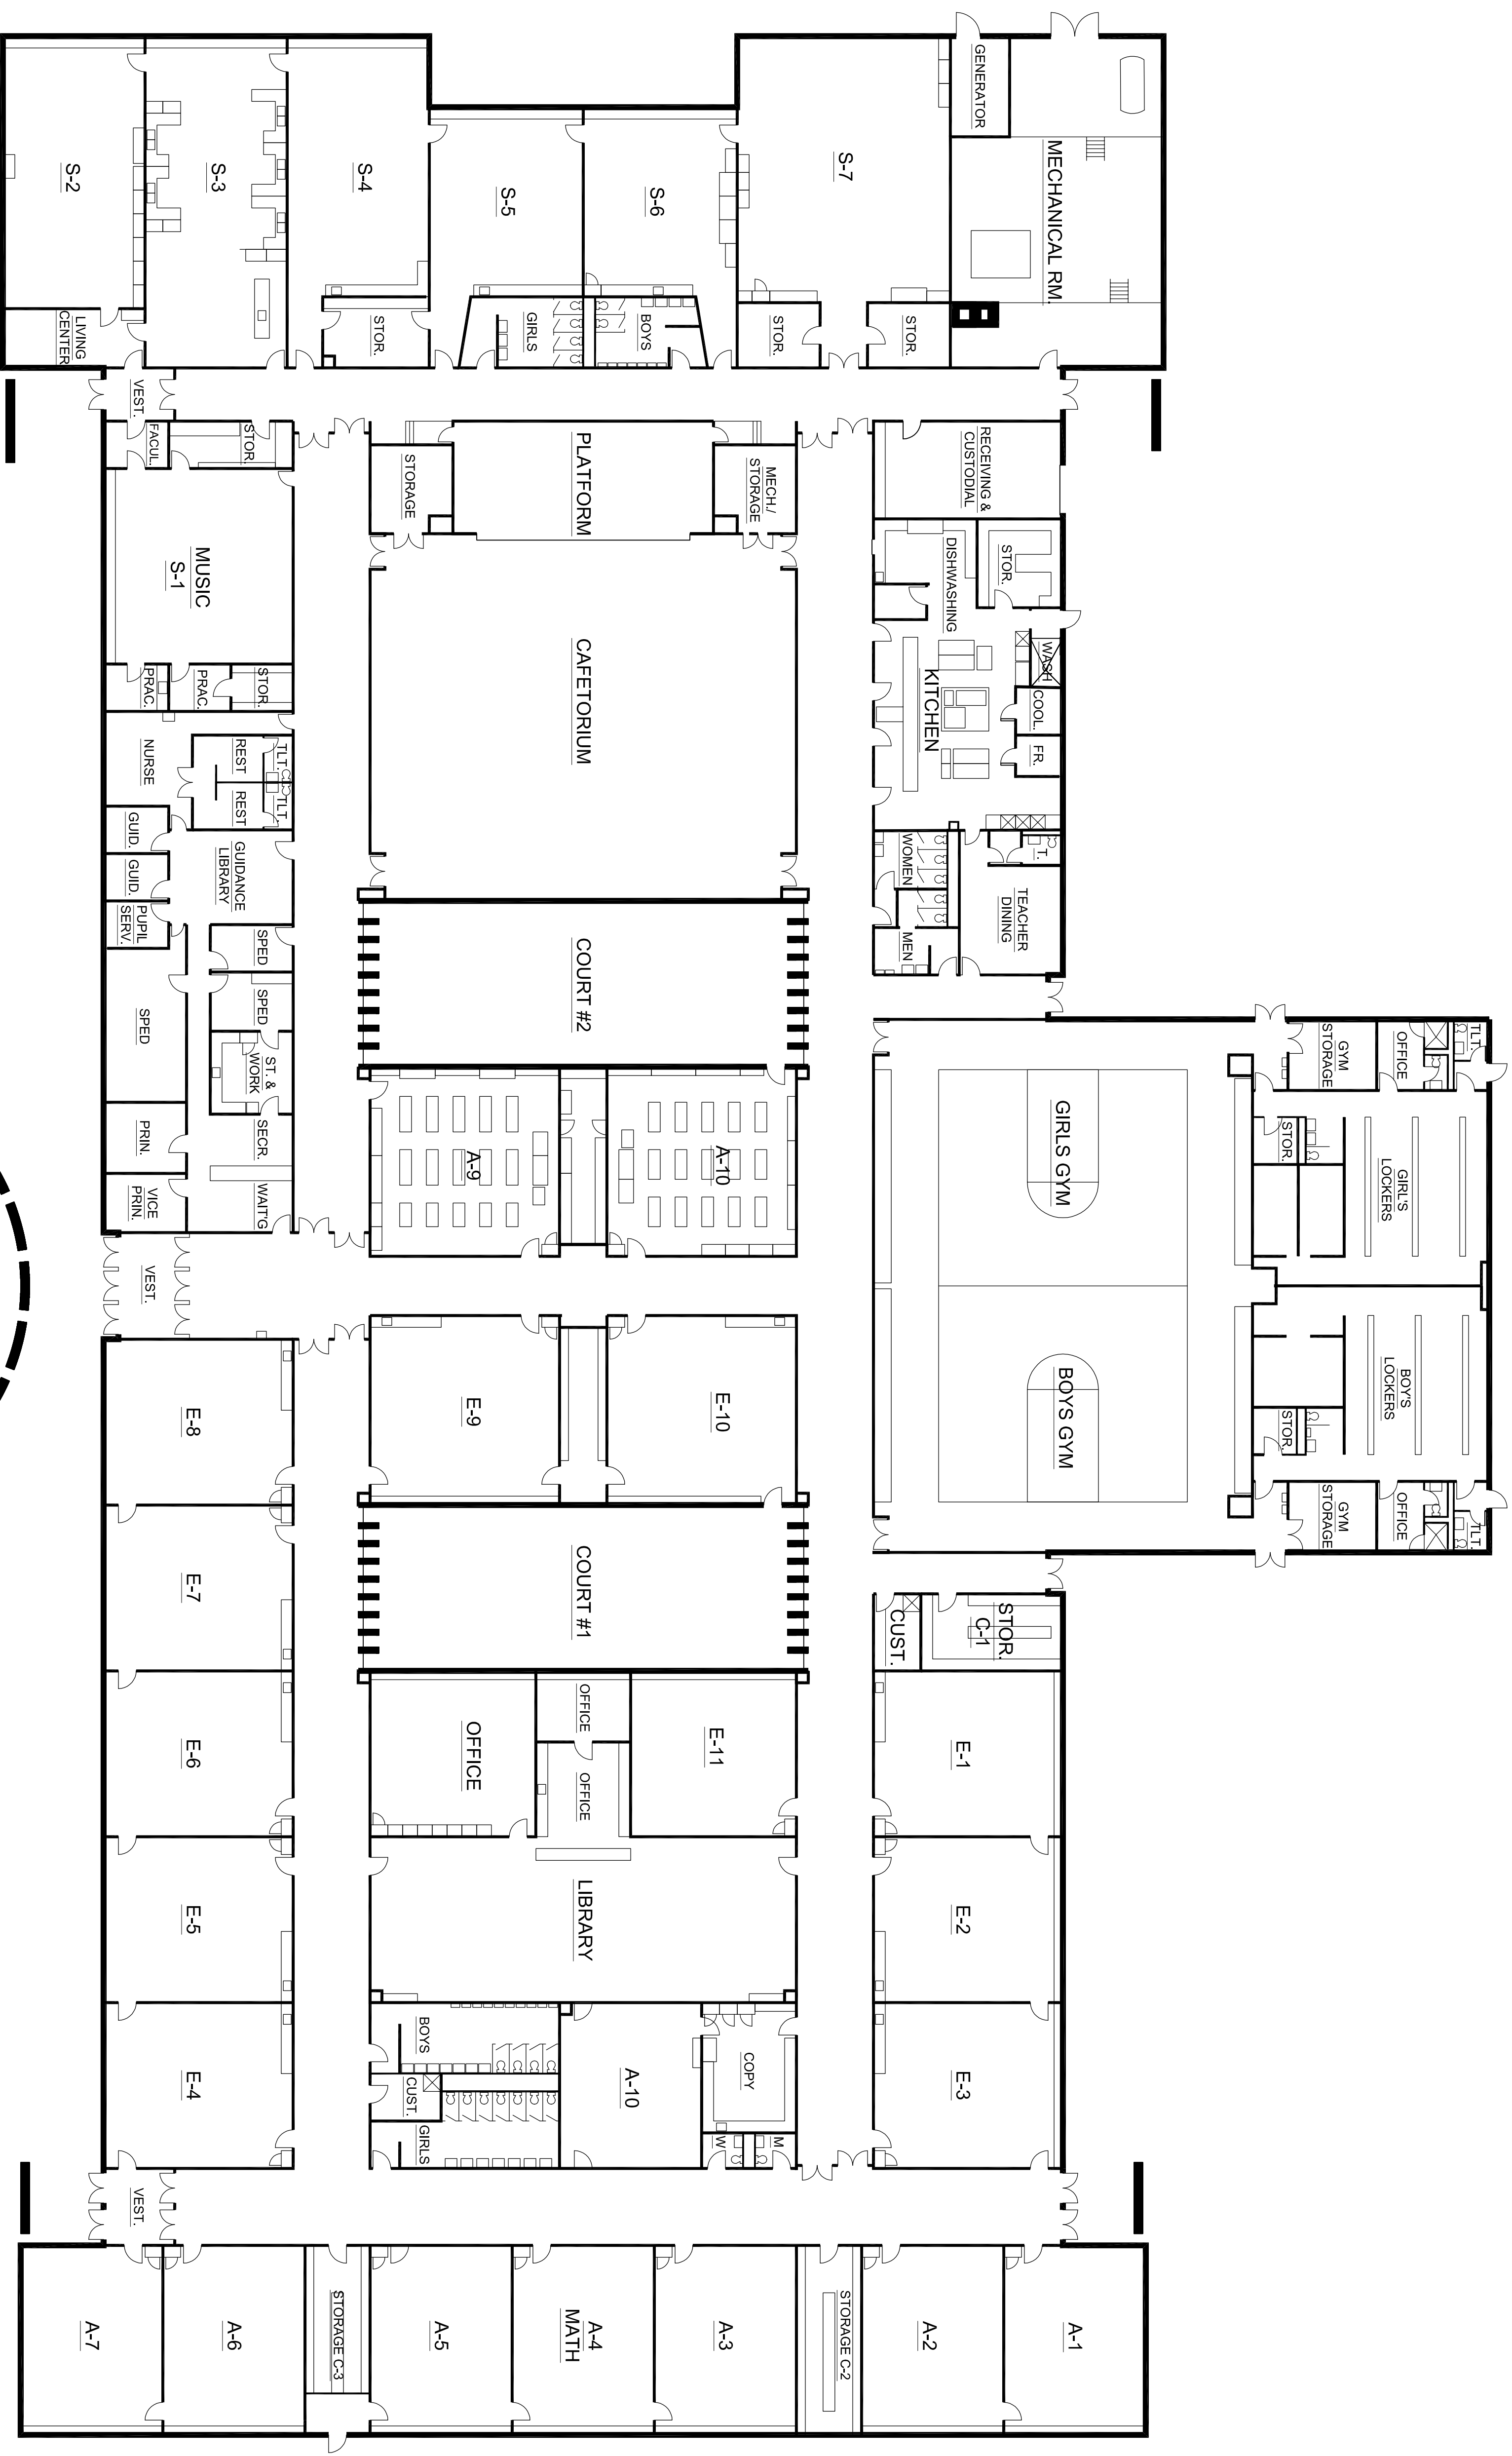 GENERATOR
MECHANICAL RM.
S-7
S-6
S-5
S-4
S-3
S-2
STOR.
STOR.
BOYS
GIRLS
STOR.
LIVING
CENTER
VEST.
FACUL.
STOR.
STORAGE
PLATFORM
MECH./
STORAGE
RECEIVING &
CUSTODIAL
DISHWASHING
STOR.
MUSIC
S-1
CAFETORIUM
KITCHEN
WASH
COOL.
FR.
PRAC.
PRAC.
STOR.
NURSE
REST
TLT.
REST
TLT.
GUID.
GUID.
GUIDANCE
LIBRARY
PUPIL
SERV.
WOMEN
T.
TEACHER
DINING
MEN
COURT #2
SPED
SPED
SPED
ST. &
WORK
PRIN.
SECR.
VICE
PRIN.
WAIT'G
A-9
A-10
GIRLS GYM
GYM
STORAGE
OFFICE
TLT.
STOR.
GIRL'S
LOCKERS
BOYS GYM
BOY'S
LOCKERS
STOR.
GYM
STORAGE
OFFICE
TLT.
VEST.
E-8
E-9
E-10
E-7
COURT #1
CUST.
STOR.
C-1
E-6
OFFICE
OFFICE
OFFICE
E-11
E-1
E-5
LIBRARY
E-2
E-4
BOYS
CUST.
GIRLS
A-10
COPY
W
M
E-3
VEST.
A-7
A-6
STORAGE C-3
A-5
A-4
MATH
A-3
STORAGE C-2
A-2
A-1